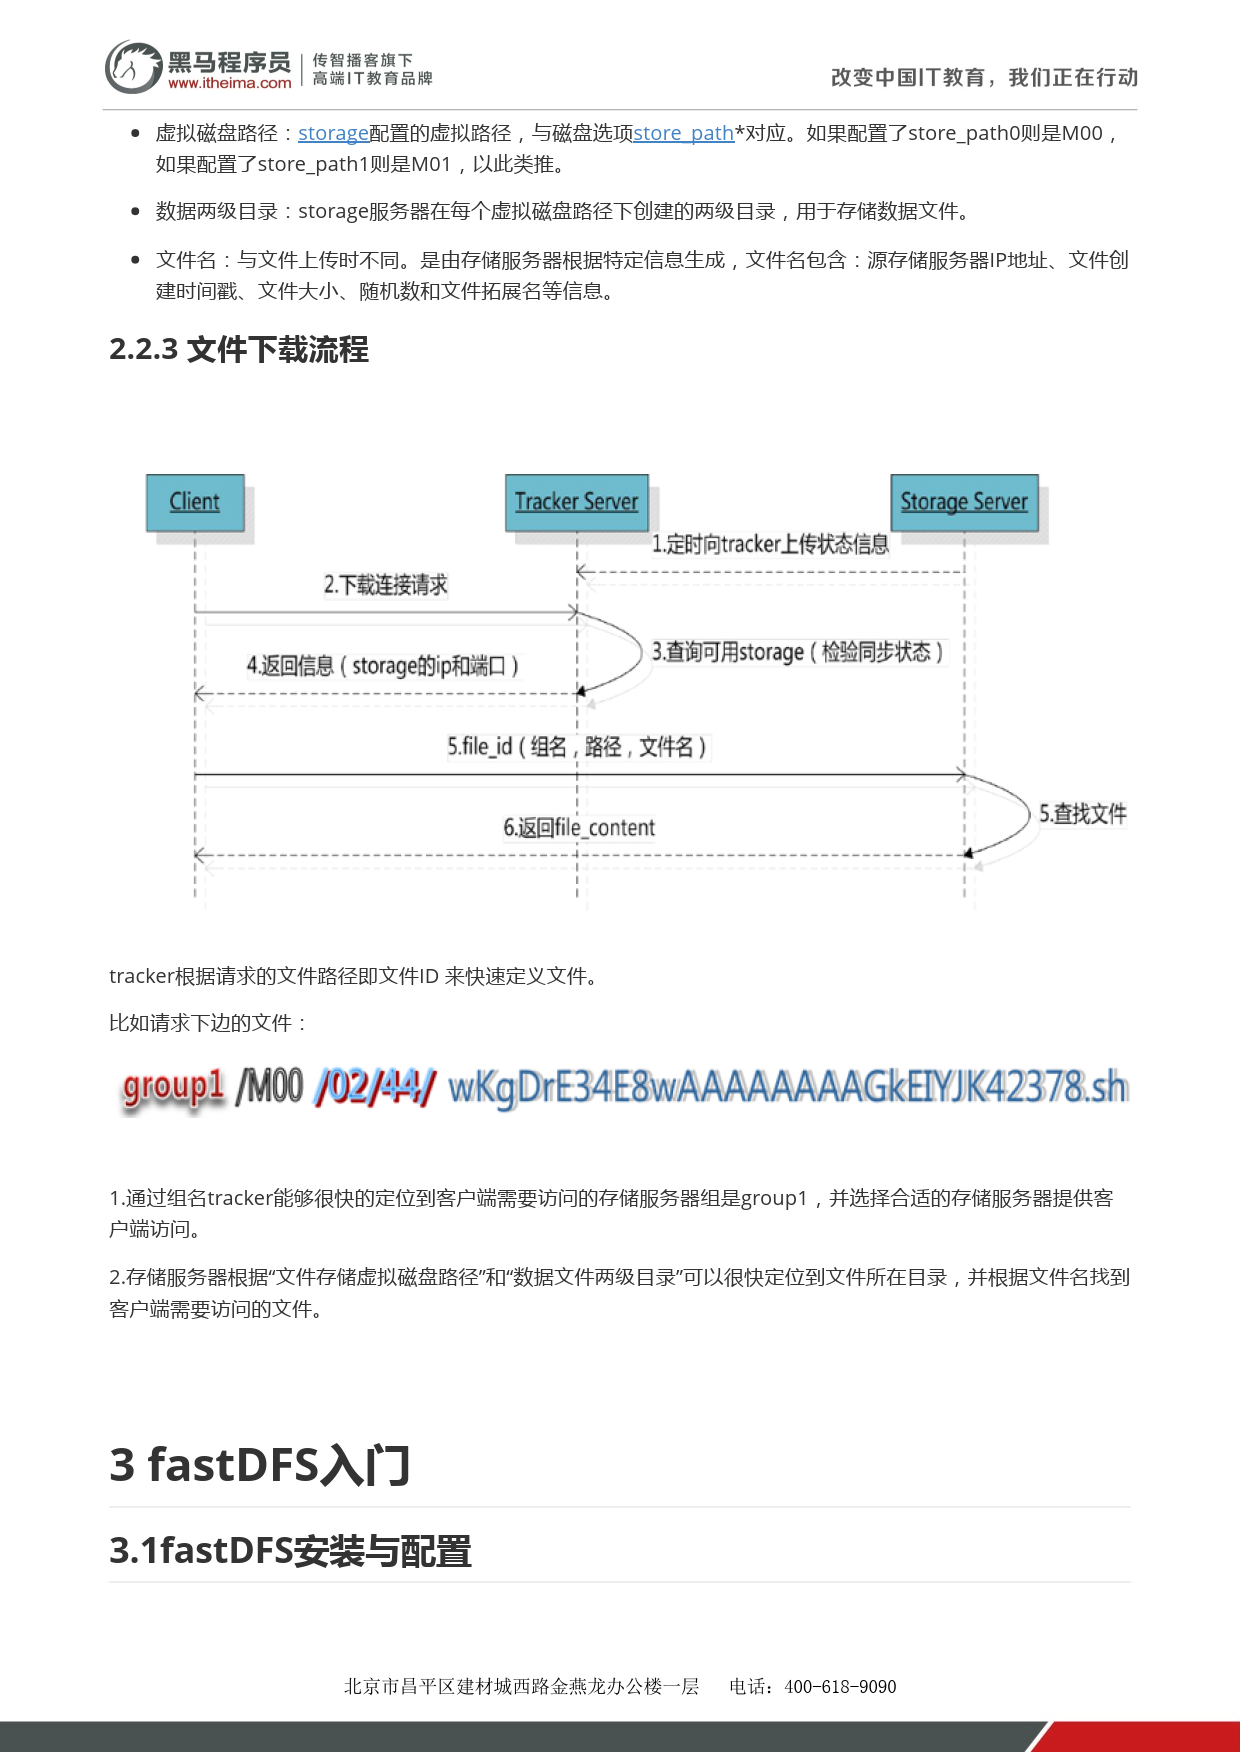 黑马程序员
www.itheima.com
传智播客旗下
高端IT教育品牌
改变中国IT教育，我们正在行动
虚拟磁盘路径：storage配置的虚拟路径，与磁盘选项store_path*对应。如果配置了store_path0则是M00，
如果配置了store_path1则是M01，以此类推。
数据两级目录：storage服务器在每个虚拟磁盘路径下创建的两级目录，用于存储数据文件。
文件名：与文件上传时不同。是由存储服务器根据特定信息生成，文件名包含：源存储服务器IP地址、文件创
建时间戳、文件大小、随机数和文件拓展名等信息。
2.2.3 文件下载流程
Client
Tracker Server
Storage Server
1.定时向tracker上传状态信息
2.下载连接请求
3.查询可用storage（检验同步状态）
4.返回信息（storage的ip和端口）
5.file_id（组名，路径，文件名）
5.查找文件
6.返回file_content
tracker根据请求的文件路径即文件ID 来快速定义文件。
比如请求下边的文件：
group1 /M00 /02/44/ wKgDrE34E8wAAAAAAAAGkEIYJK42378.sh
1.通过组名tracker能够很快的定位到客户端需要访问的存储服务器组是group1，并选择合适的存储服务器提供客
户端访问。
2.存储服务器根据“文件存储虚拟磁盘路径”和“数据文件两级目录”可以很快定位到文件所在目录，并根据文件名找到
客户端需要访问的文件。
3 fastDFS入门
3.1fastDFS安装与配置
北京市昌平区建材城西路金燕龙办公楼一层 电话：400-618-9090